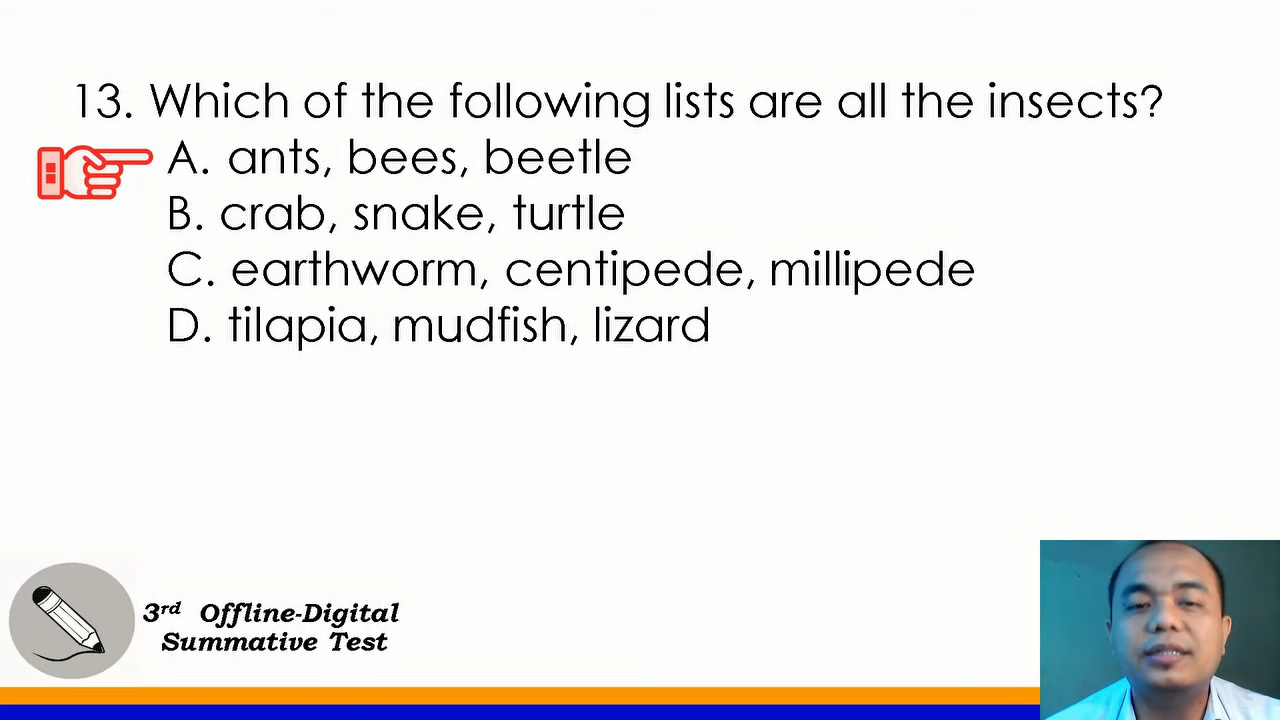 13. Which of the following lists are all the insects?
A. ants, bees, beetle
B. crab, snake, turtle
C. earthworm, centipede, millipede
D. tilapia, mudfish, lizard
3rd Offline-Digital
Summative Test